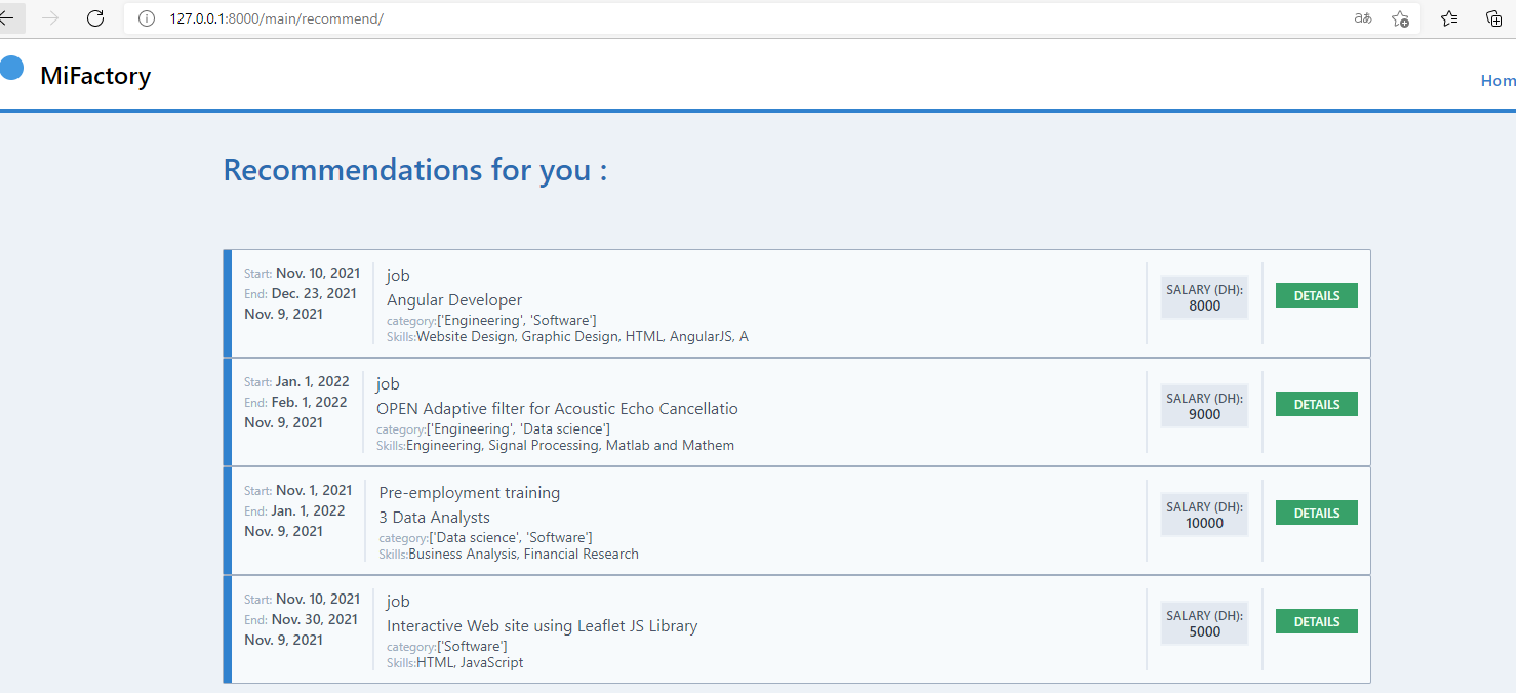 127.0.0.1:8000/main/recommend/
aあ
MiFactory
Hom
Recommendations for you :
Start: Nov. 10, 2021
End: Dec. 23, 2021
Nov. 9, 2021
job
Angular Developer
category:['Engineering', 'Software']
Skills:Website Design, Graphic Design, HTML, AngularJS, A
SALARY (DH):
8000
DETAILS
Start: Jan. 1, 2022
End: Feb. 1, 2022
Nov. 9, 2021
job
OPEN Adaptive filter for Acoustic Echo Cancellatio
category:['Engineering', 'Data science']
Skills:Engineering, Signal Processing, Matlab and Mathem
SALARY (DH):
9000
DETAILS
Start: Nov. 1, 2021
End: Jan. 1, 2022
Nov. 9, 2021
Pre-employment training
3 Data Analysts
category:['Data science', 'Software']
Skills:Business Analysis, Financial Research
SALARY (DH):
10000
DETAILS
Start: Nov. 10, 2021
End: Nov. 30, 2021
Nov. 9, 2021
job
Interactive Web site using Leaflet JS Library
category:['Software']
Skills:HTML, JavaScript
SALARY (DH):
5000
DETAILS